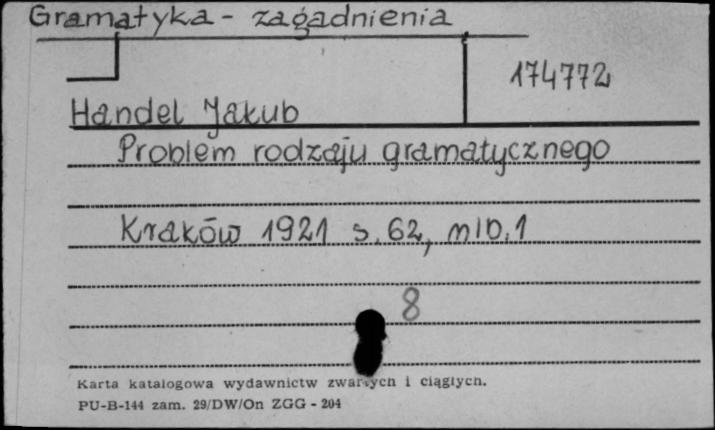 Gramatyka - zagadnienia
174772
Handel Jakub
Problem rodzaju gramatycznego
Kraków 1921 s. 62, nlb. 1
8
Karta katalogowa wydawnictw zwartych i ciągłych.
PU-B-144 zam. 29/DW/On ZGG - 204